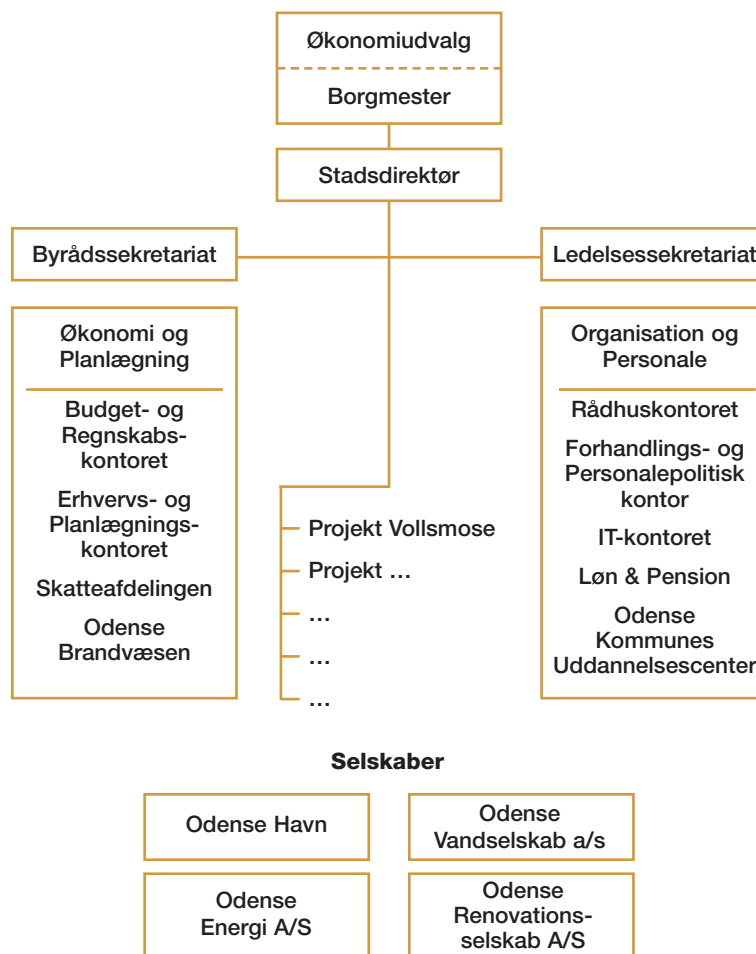 Økonomiudvalg
Borgmester
Stadsdirektør
Byrådssekretariat
Ledelsessekretariat
Økonomi og
Planlægning
Budget- og
Regnskabs-
kontoret
Erhvervs- og
Planlægnings-
kontoret
Skatteafdelingen
Odense
Brandvæsen
Projekt Vollsmose
Projekt ...
...
...
...
Organisation og
Personale
Rådhuskontoret
Forhandlings- og
Personalepolitisk
kontor
IT-kontoret
Løn & Pension
Odense
Kommunes
Uddannelsescenter
Selskaber
Odense Havn
Odense
Vandselskab a/s
Odense
Energi A/S
Odense
Renovations-
selskab A/S